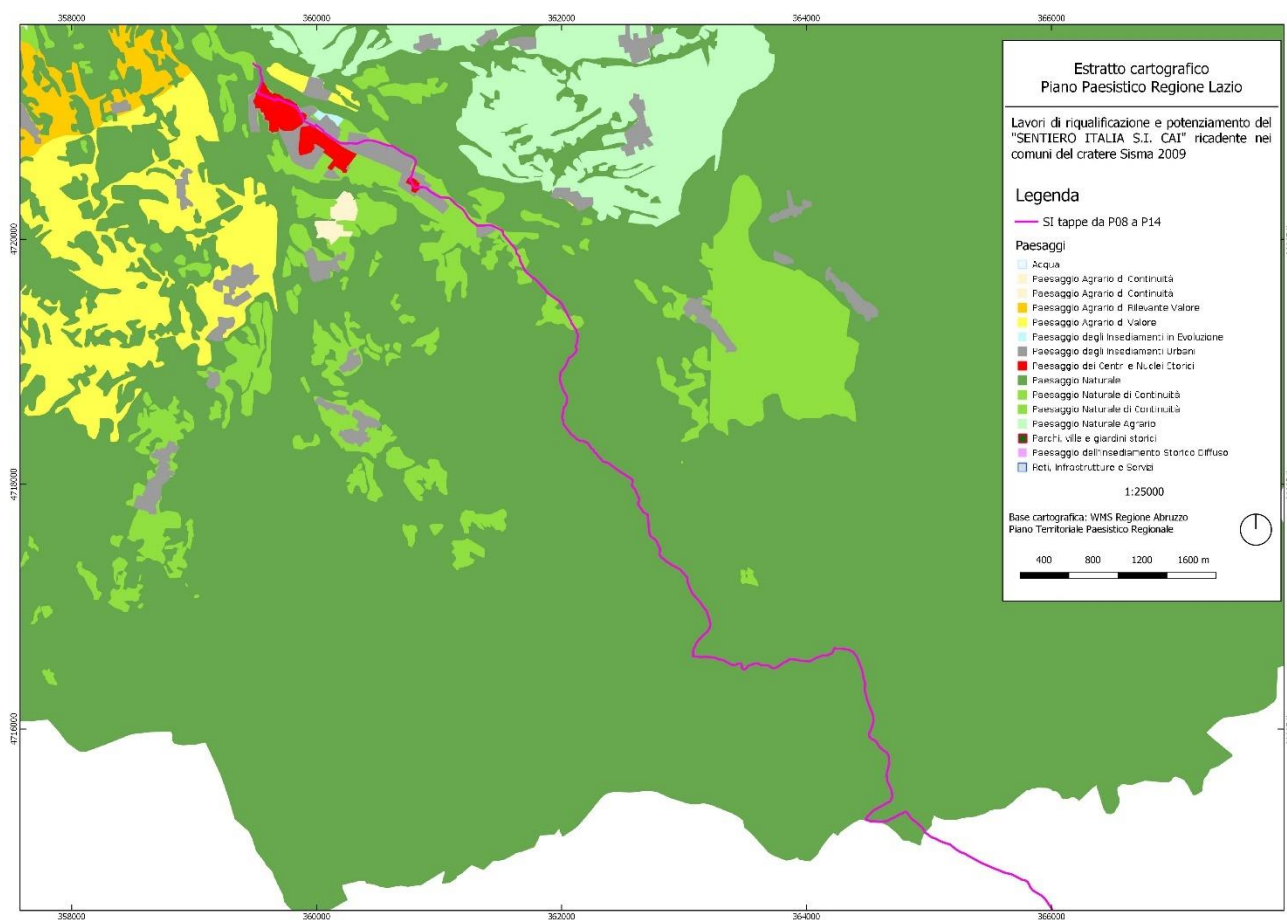 358000
360000
362000
364000
366000
4720000
4718000
4716000
Estratto cartografico
Piano Paesistico Regione Lazio
Lavori di riqualificazione e potenziamento del
"SENTIERO ITALIA S.I. CAI" ricadente nei
comuni del cratere Sisma 2009
Legenda
SI tappe da P08 a P14
Paesaggi
Acqua
Paesaggio Agrario di Continuità
Paesaggio Agrario di Continuità
Paesaggio Agrario di Rilevante Valore
Paesaggio Agrario di Valore
Paesaggio degli Insediamenti in Evoluzione
Paesaggio degli Insediamenti Urbani
Paesaggio dei Centri e Nuclei Storici
Paesaggio Naturale
Paesaggio Naturale di Continuità
Paesaggio Naturale di Continuità
Paesaggio Naturale Agrario
Parchi, ville e giardini storici
Paesaggio dell'Insediamento Storico Diffuso
Reti, Infrastrutture e Servizi
1:25000
Base cartografica: WMS Regione Abruzzo
Piano Territoriale Paesistico Regionale
400 800 1200 1600 m
358000
360000
362000
364000
366000